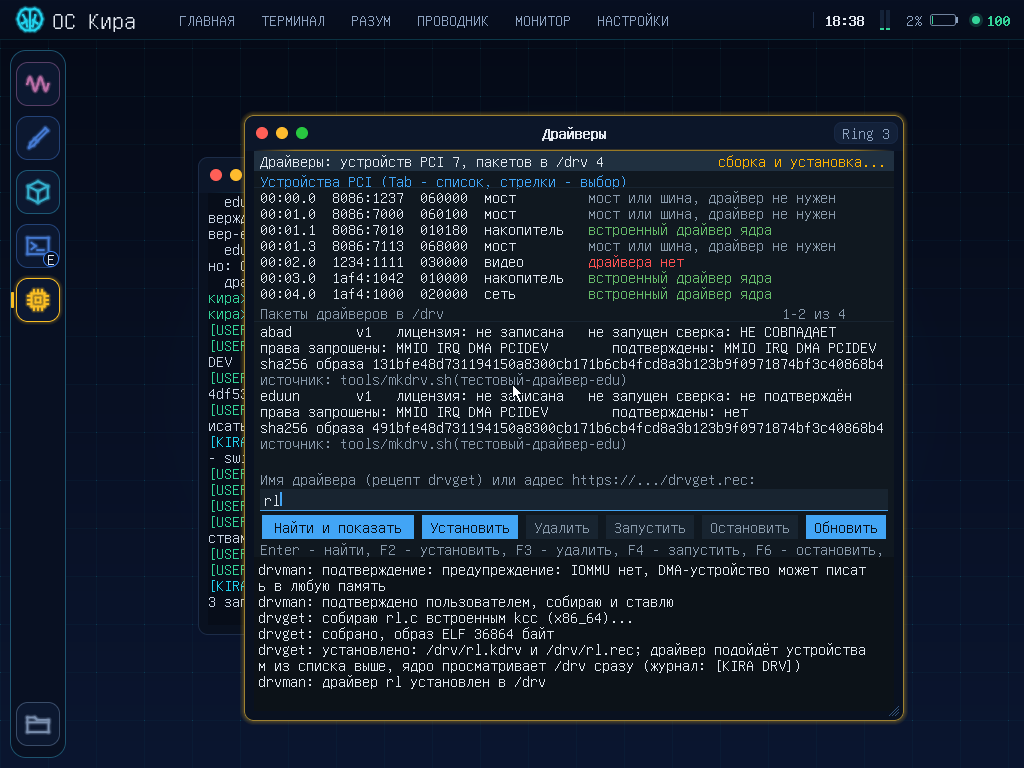 ОС Кира
ГЛАВНАЯ ТЕРМИНАЛ РАЗУМ ПРОВОДНИК МОНИТОР НАСТРОЙКИ
18:38 2% 100
Драйверы Ring 3
Драйверы: устройств PCI 7, пакетов в /drv 4 сборка и установка...
Устройства PCI (Tab - список, стрелки - выбор)
00:00.0 8086:1237 060000 мост мост или шина, драйвер не нужен
00:01.0 8086:7000 060100 мост мост или шина, драйвер не нужен
00:01.1 8086:7010 010180 накопитель встроенный драйвер ядра
00:01.3 8086:7113 068000 мост мост или шина, драйвер не нужен
00:02.0 1234:1111 030000 видео драйвера нет
00:03.0 1af4:1042 010000 накопитель встроенный драйвер ядра
00:04.0 1af4:1000 020000 сеть встроенный драйвер ядра
Пакеты драйверов в /drv 1-2 из 4
abad v1 лицензия: не записана не запущен сверка: НЕ СОВПАДАЕТ
права запрошены: MMIO IRQ DMA PCIDEV подтверждены: MMIO IRQ DMA PCIDEV
sha256 образа 131bfe48d731194150a8300cb171b6cb4fcd8a3b123b9f0971874bf3c40868b4
источник: tools/mkdrv.sh(тестовый-драйвер-edu)
eduun v1 лицензия: не записана не запущен сверка: не подтверждён
права запрошены: MMIO IRQ DMA PCIDEV подтверждены: нет
sha256 образа 491bfe48d731194150a8300cb171b6cb4fcd8a3b123b9f0971874bf3c40868b4
источник: tools/mkdrv.sh(тестовый-драйвер-edu)
Имя драйвера (рецепт drvget) или адрес https://.../drvget.rec:
rl
Найти и показать Установить Удалить Запустить Остановить Обновить
Enter - найти, F2 - установить, F3 - удалить, F4 - запустить, F6 - остановить,
drvman: подтверждение: предупреждение: IOMMU нет, DMA-устройство может писат
ь в любую память
drvman: подтверждено пользователем, собираю и ставлю
drvget: собираю rl.c встроенным kcc (x86_64)...
drvget: собрано, образ ELF 36864 байт
drvget: установлено: /drv/rl.kdrv и /drv/rl.rec; драйвер подойдёт устройства
м из списка выше, ядро просматривает /drv сразу (журнал: [KIRA DRV])
drvman: драйвер rl установлен в /drv
E